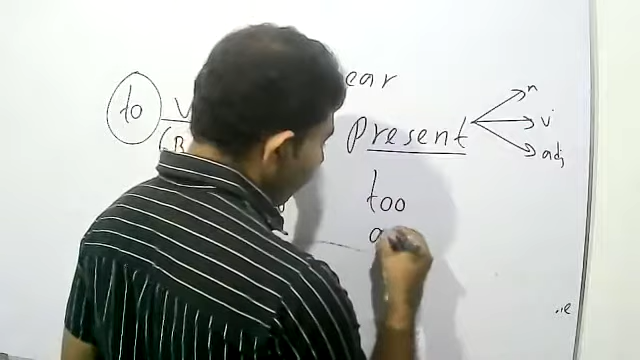 ear
to V
(B
Present n
v
adj
too
a
..e